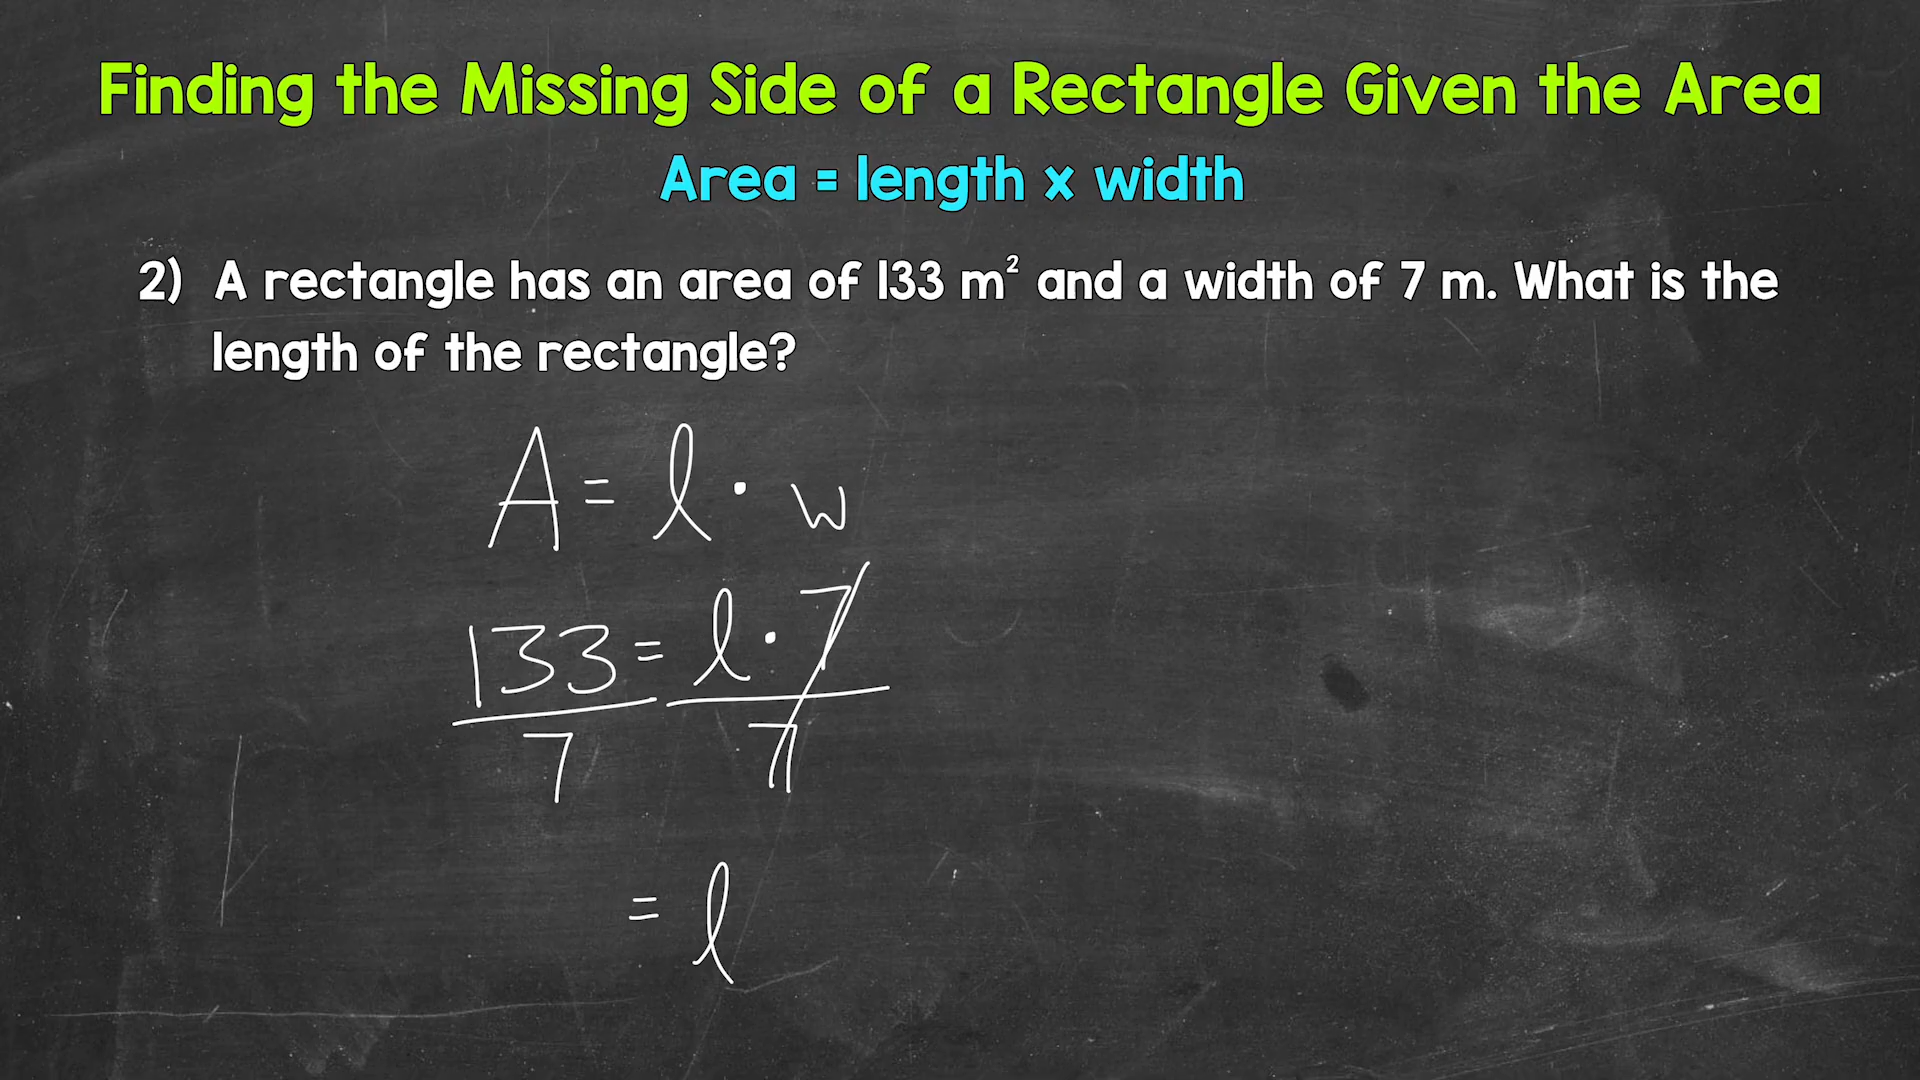 Finding the Missing Side of a Rectangle Given the Area
Area = length x width
2) A rectangle has an area of 133 m² and a width of 7 m. What is the
length of the rectangle?
A = l · w
133 = l · 7
7 7
= l